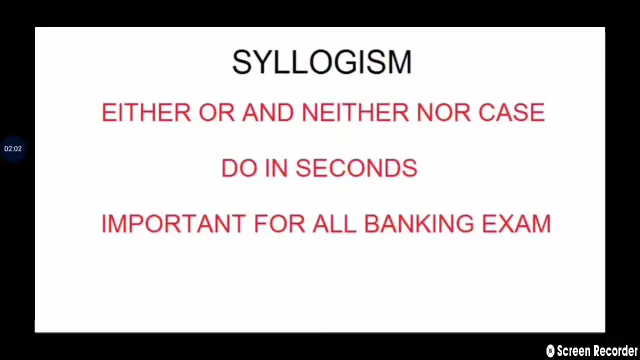 SYLLOGISM
EITHER OR AND NEITHER NOR CASE
02:02
DO IN SECONDS
IMPORTANT FOR ALL BANKING EXAM
Screen Recorder